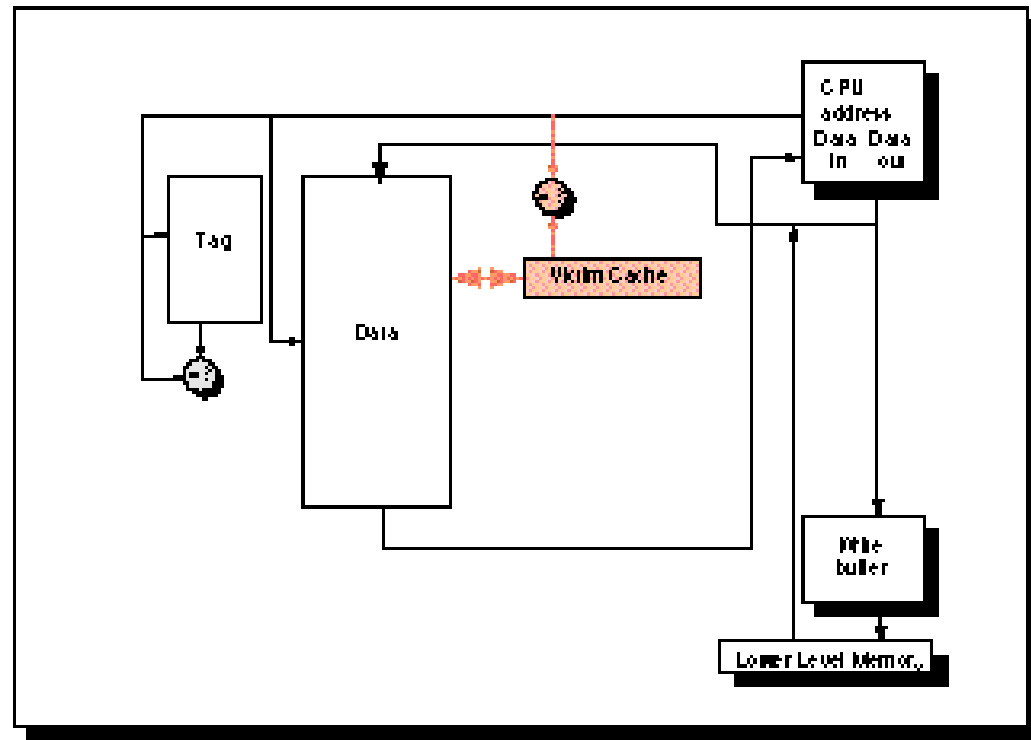 CPU
address
Data Data
in out
Tag
=?
Victim Cache
Data
=?
Write
buffer
Lower Level Memory